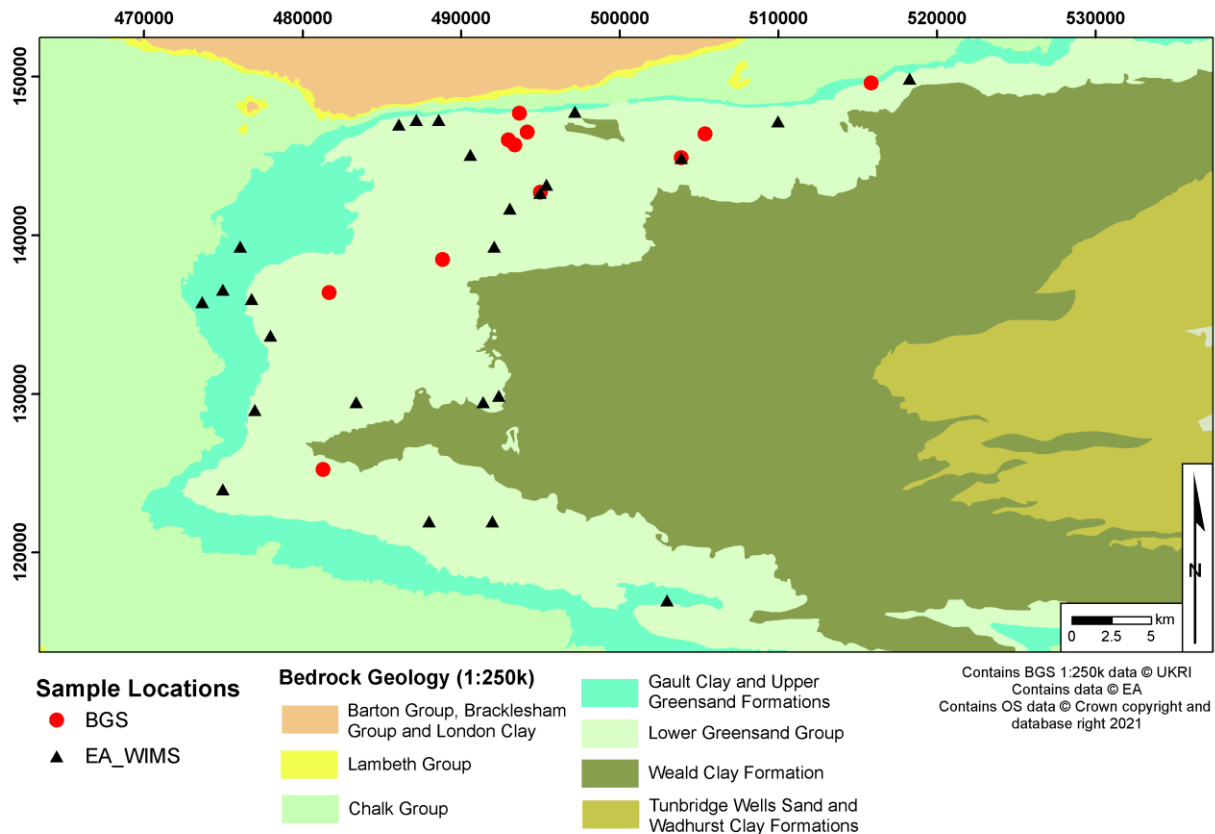 470000 480000 490000 500000 510000 520000 530000
150000
140000
130000
120000
N
km
0 2.5 5
Sample Locations
BGS
EA_WIMS
Bedrock Geology (1:250k)
Barton Group, Bracklesham
Group and London Clay
Lambeth Group
Chalk Group
Gault Clay and Upper
Greensand Formations
Lower Greensand Group
Weald Clay Formation
Tunbridge Wells Sand and
Wadhurst Clay Formations
Contains BGS 1:250k data © UKRI
Contains data © EA
Contains OS data © Crown copyright and
database right 2021